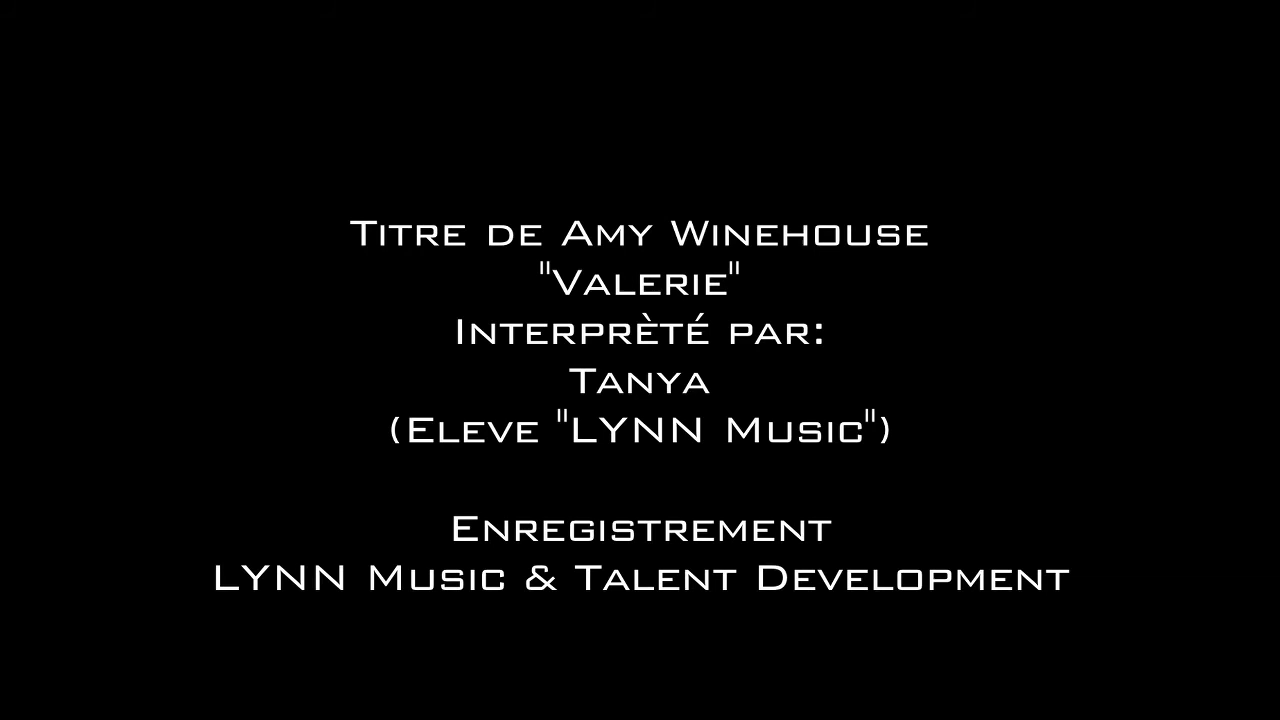 Titre de Amy Winehouse
"Valerie"
Interprèté par:
Tanya
(Eleve "LYNN Music")
Enregistrement
LYNN Music & Talent Development